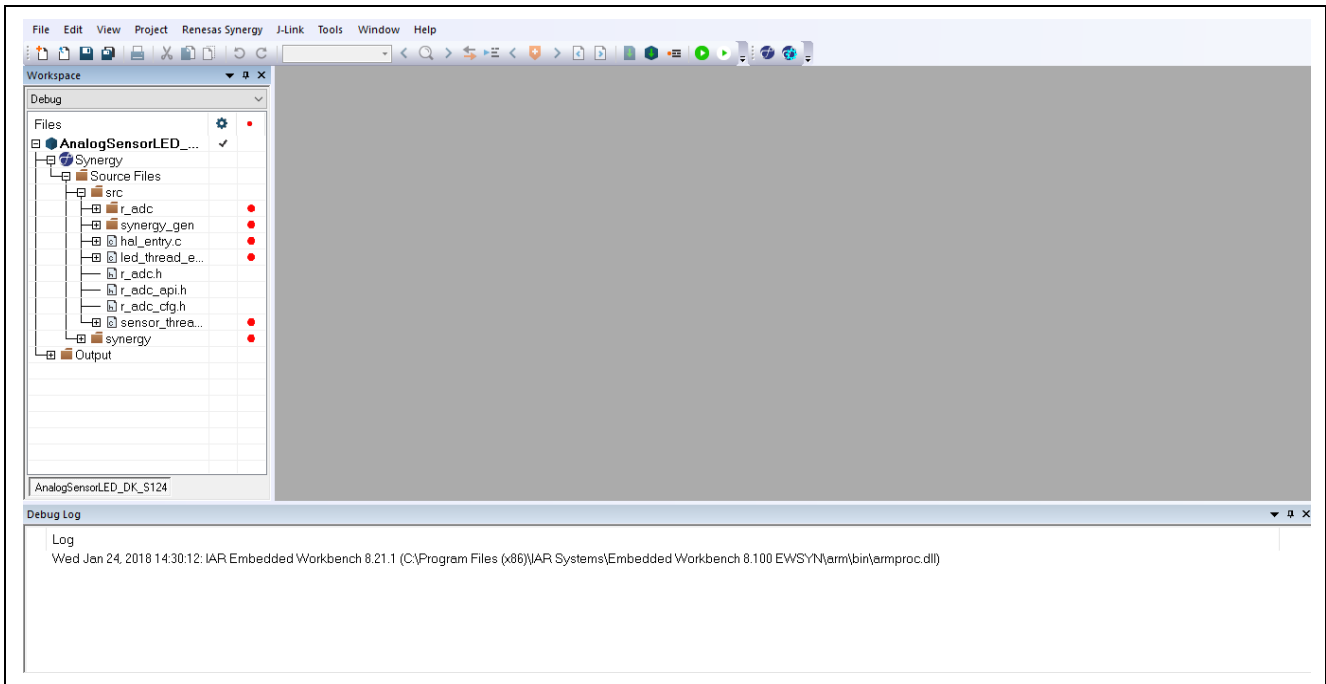 File Edit View Project Renesas Synergy J-Link Tools Window Help
Workspace
Debug
Files
AnalogSensorLED_...
Synergy
Source Files
src
r_adc
synergy_gen
hal_entry.c
led_thread_e...
r_adc.h
r_adc_api.h
r_adc_cfg.h
sensor_threa...
synergy
Output
AnalogSensorLED_DK_S124
Debug Log
Log
Wed Jan 24, 2018 14:30:12: IAR Embedded Workbench 8.21.1 (C:\Program Files (x86)\IAR Systems\Embedded Workbench 8.100 EWSYN\arm\bin\armproc.dll)